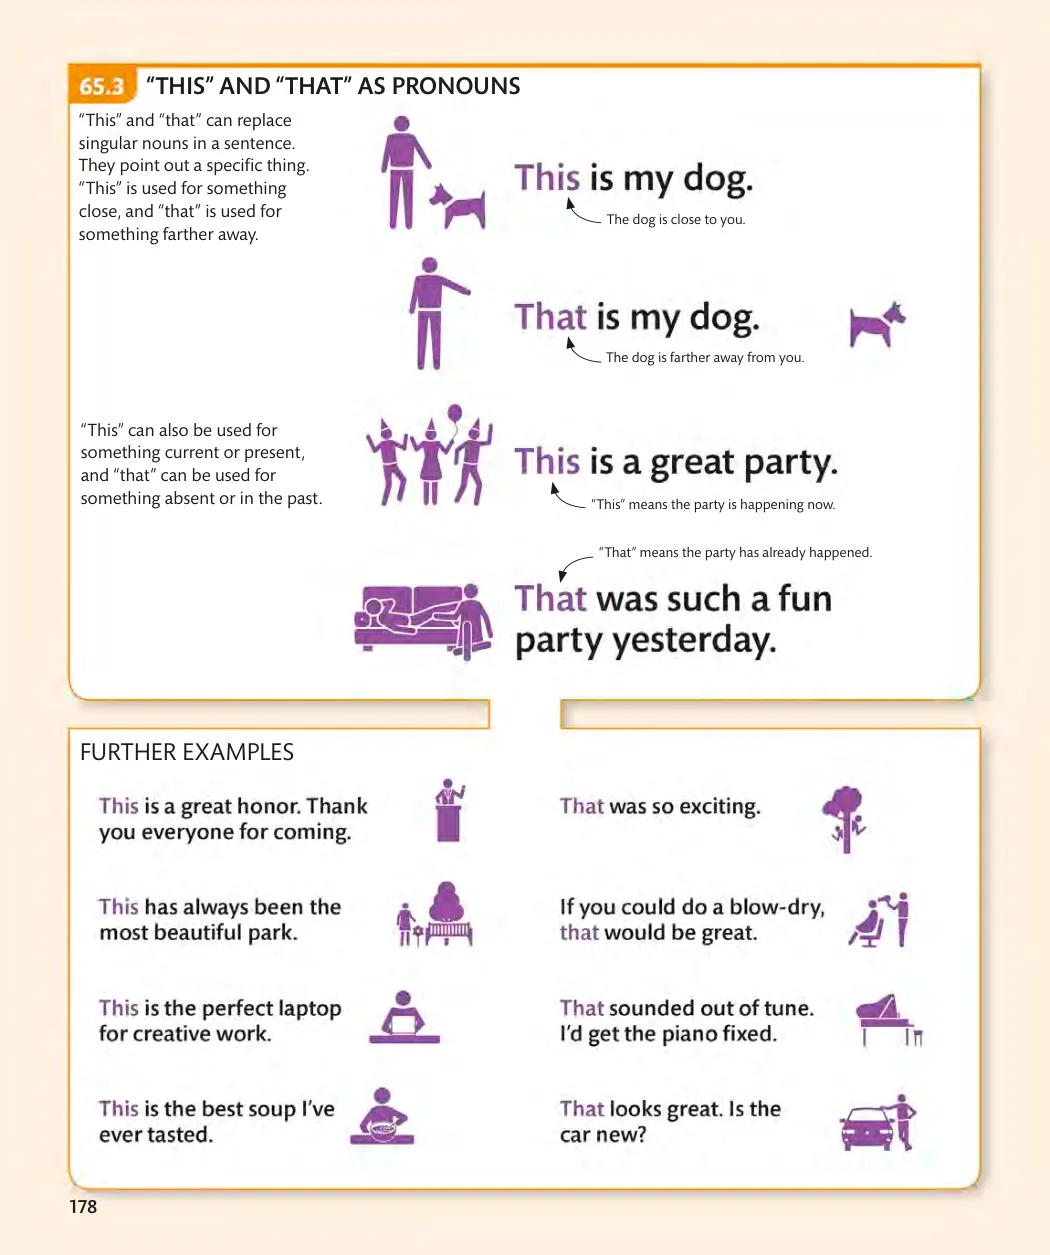 65.3 “THIS” AND “THAT” AS PRONOUNS
“This” and “that” can replace
singular nouns in a sentence.
They point out a specific thing.
“This” is used for something
close, and “that” is used for
something farther away.
This is my dog.
The dog is close to you.
That is my dog.
The dog is farther away from you.
“This” can also be used for
something current or present,
and “that” can be used for
something absent or in the past.
This is a great party.
“This” means the party is happening now.
“That” means the party has already happened.
That was such a fun
party yesterday.
FURTHER EXAMPLES
This is a great honor. Thank
you everyone for coming.
This has always been the
most beautiful park.
This is the perfect laptop
for creative work.
This is the best soup I’ve
ever tasted.
That was so exciting.
If you could do a blow-dry,
that would be great.
That sounded out of tune.
I’d get the piano fixed.
That looks great. Is the
car new?
178